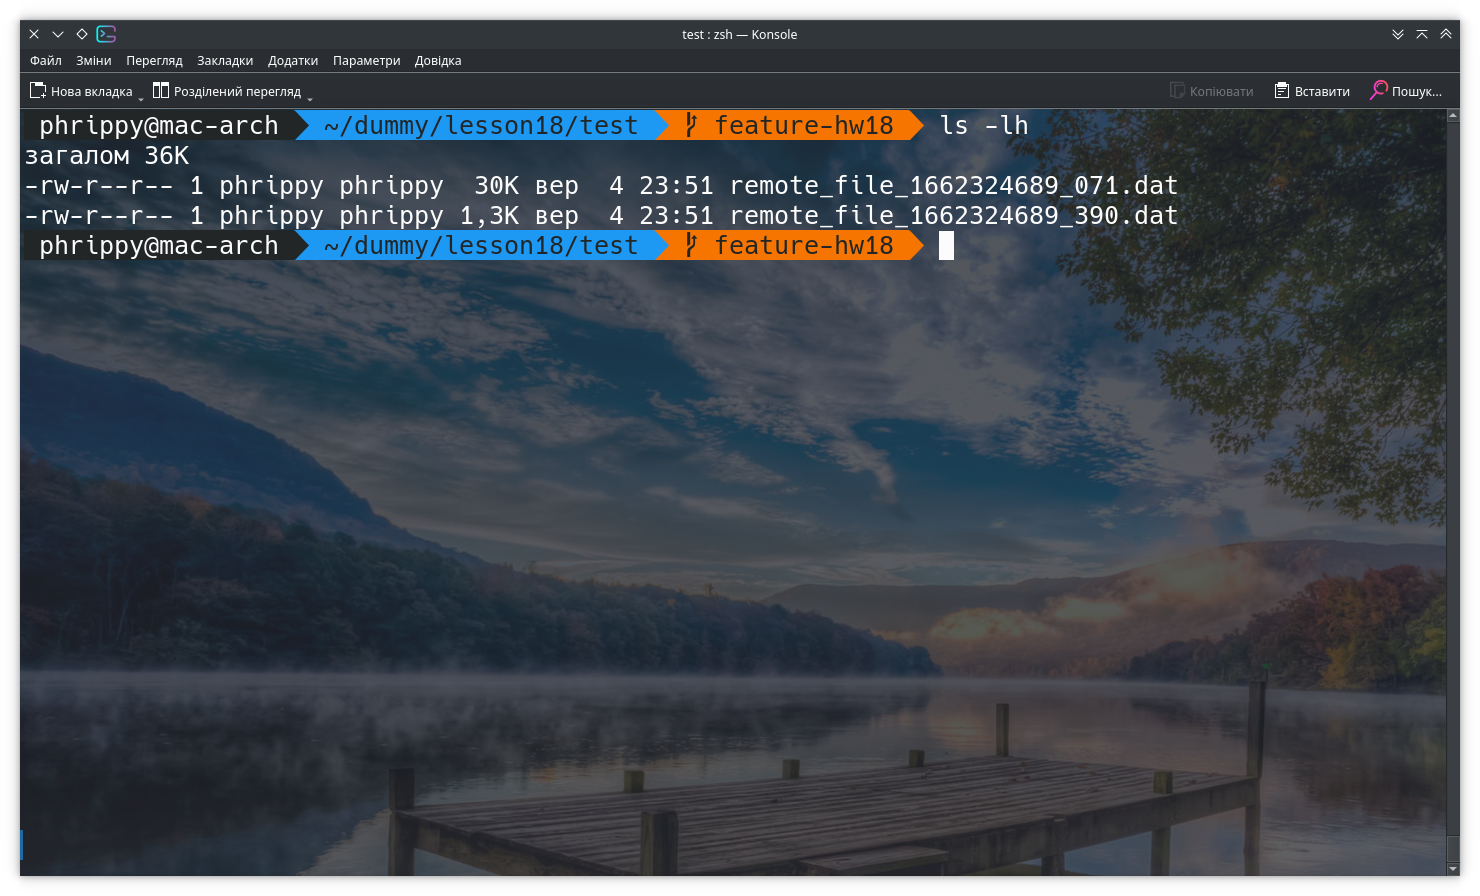 test : zsh — Konsole
Файл Зміни Перегляд Закладки Додатки Параметри Довідка
Нова вкладка Розділений перегляд Копіювати Вставити Пошук...
phrippy@mac-arch ~/dummy/lesson18/test feature-hw18 ls -lh
загалом 36K
-rw-r--r-- 1 phrippy phrippy  30K вер  4 23:51 remote_file_1662324689_071.dat
-rw-r--r-- 1 phrippy phrippy 1,3K вер  4 23:51 remote_file_1662324689_390.dat
phrippy@mac-arch ~/dummy/lesson18/test feature-hw18